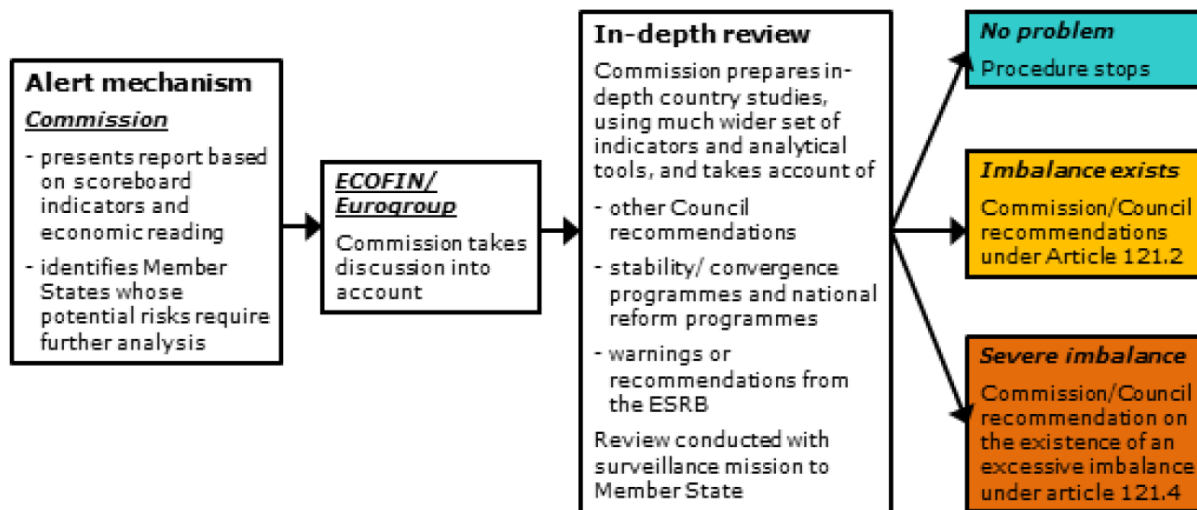 Alert mechanism
Commission
- presents report based
on scoreboard
indicators and
economic reading
- identifies Member
States whose
potential risks require
further analysis
ECOFIN/
Eurogroup
Commission takes
discussion into
account
In-depth review
Commission prepares in-
depth country studies,
using much wider set of
indicators and analytical
tools, and takes account of
- other Council
recommendations
- stability/ convergence
programmes and national
reform programmes
- warnings or
recommendations from
the ESRB
Review conducted with
surveillance mission to
Member State
No problem
Procedure stops
Imbalance exists
Commission/Council
recommendations
under Article 121.2
Severe imbalance
Commission/Council
recommendation on
the existence of an
excessive imbalance
under article 121.4